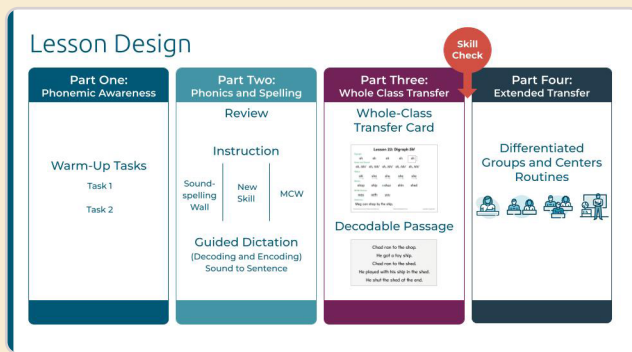 Lesson Design
Skill
Check
Part One:
Phonemic Awareness
Warm-Up Tasks
Task 1
Task 2
Part Two:
Phonics and Spelling
Review
Instruction
Sound-
spelling
Wall
New
Skill
MCW
Guided Dictation
(Decoding and Encoding)
Sound to Sentence
Part Three:
Whole Class Transfer
Whole-Class
Transfer Card
Decodable Passage
Chad ran to the shop.
He got a toy ship.
Chad ran to the shed.
He played with his ship in the shed.
He shut the shed at the end.
Part Four:
Extended Transfer
Differentiated
Groups and Centers
Routines